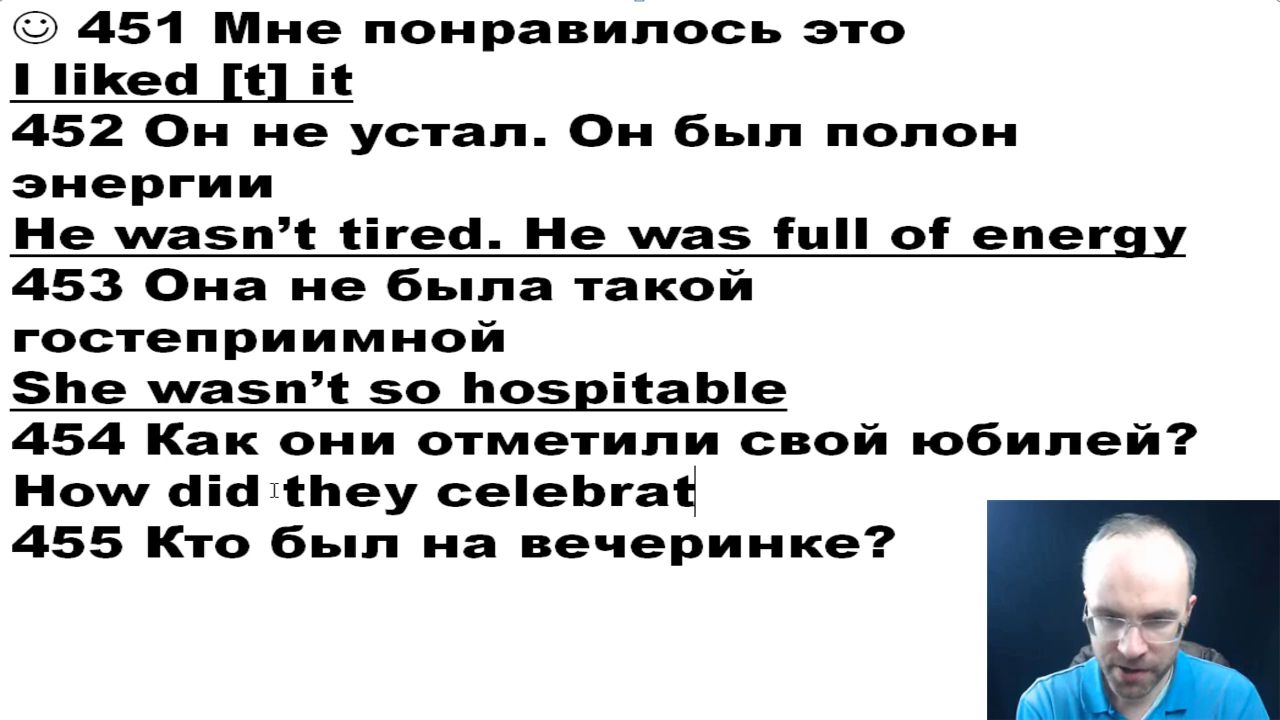 ☺ 451 Мне понравилось это
I liked [t] it
452 Он не устал. Он был полон
энергии
He wasn’t tired. He was full of energy
453 Она не была такой
гостеприимной
She wasn’t so hospitable
454 Как они отметили свой юбилей?
How did they celebrat
455 Кто был на вечеринке?